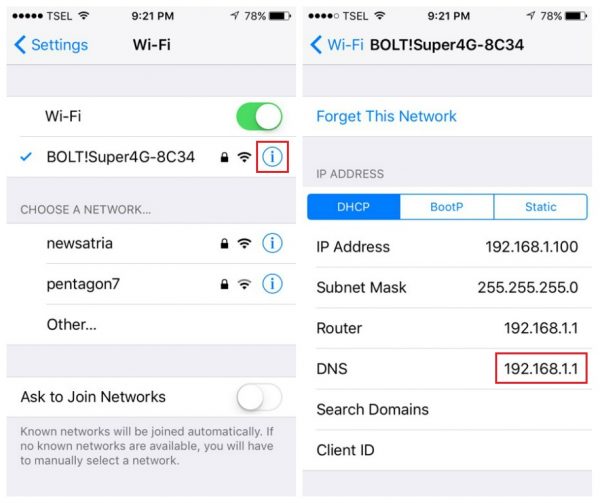 TSEL 9:21 PM 78%
Settings Wi-Fi
Wi-Fi
BOLT!Super4G-8C34
CHOOSE A NETWORK...
newsatria
pentagon7
Other...
Ask to Join Networks
Known networks will be joined automatically. If
no known networks are available, you will have
to manually select a network.
TSEL 9:21 PM 78%
Wi-Fi BOLT!Super4G-8C34
Forget This Network
IP ADDRESS
DHCP BootP Static
IP Address 192.168.1.100
Subnet Mask 255.255.255.0
Router 192.168.1.1
DNS 192.168.1.1
Search Domains
Client ID